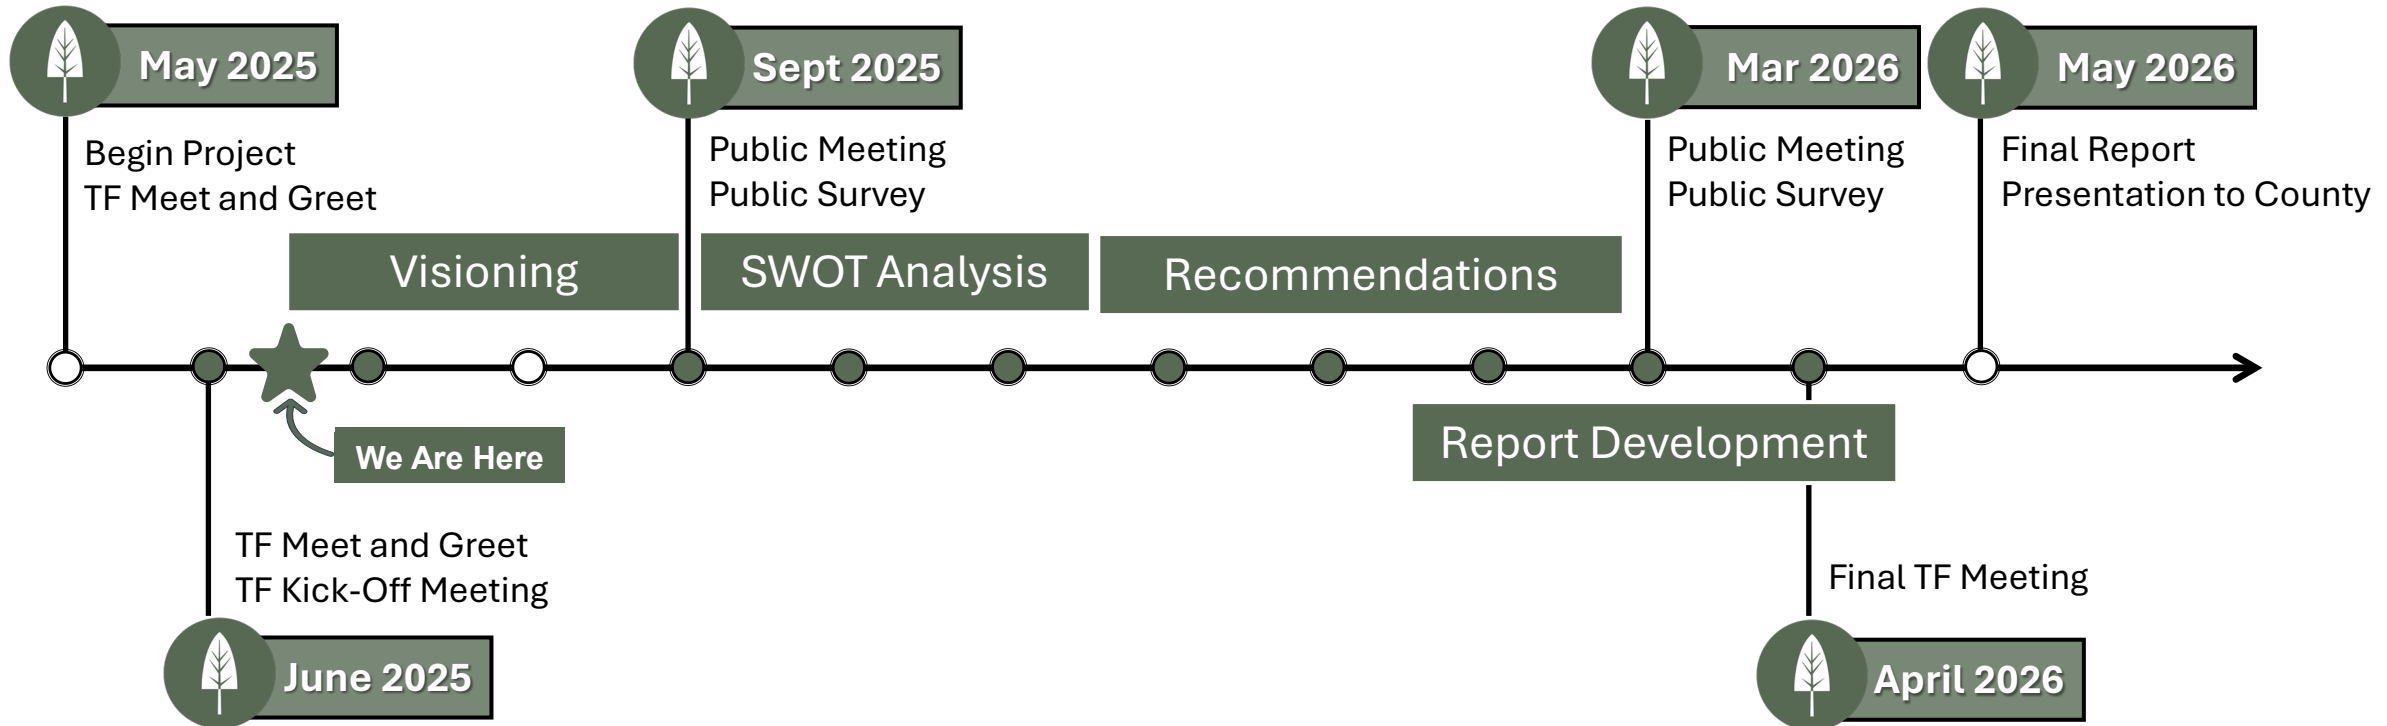 May 2025
Sept 2025
Mar 2026
May 2026
Begin Project
TF Meet and Greet
Public Meeting
Public Survey
Public Meeting
Public Survey
Final Report
Presentation to County
Visioning
SWOT Analysis
Recommendations
We Are Here
Report Development
TF Meet and Greet
TF Kick-Off Meeting
Final TF Meeting
June 2025
April 2026